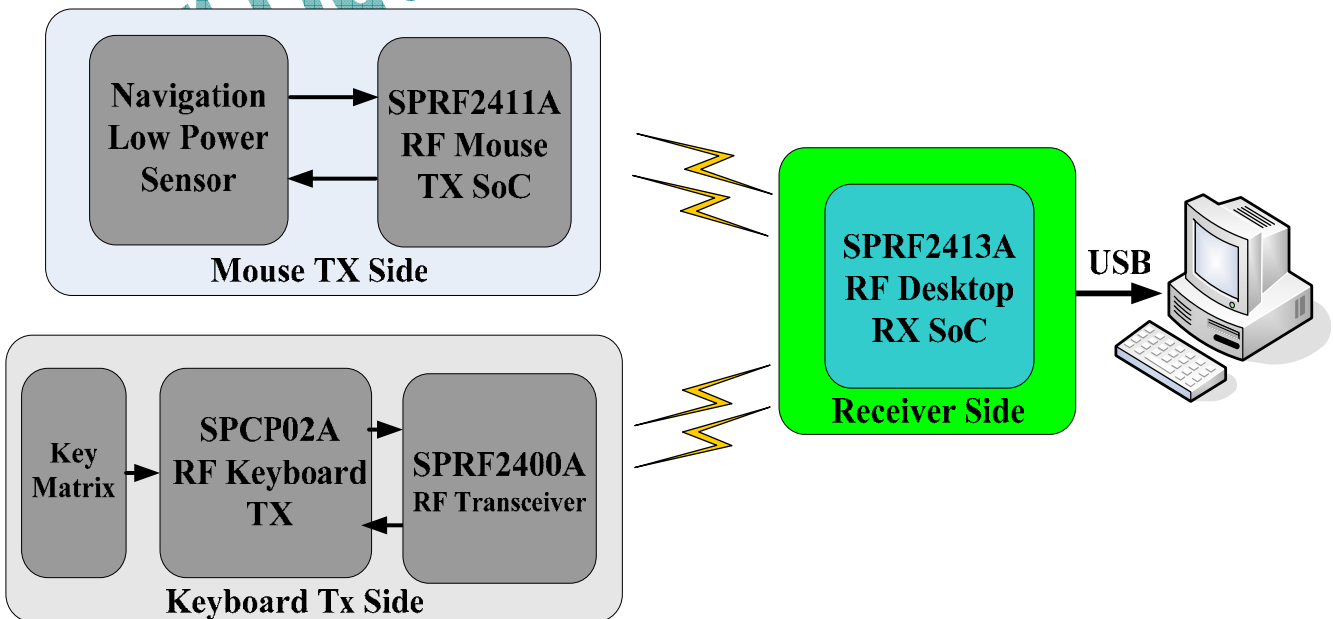 Navigation
Low Power
Sensor
SPRF2411A
RF Mouse
TX SoC
Mouse TX Side
Key
Matrix
SPCP02A
RF Keyboard
TX
SPRF2400A
RF Transceiver
Keyboard Tx Side
SPRF2413A
RF Desktop
RX SoC
Receiver Side
USB